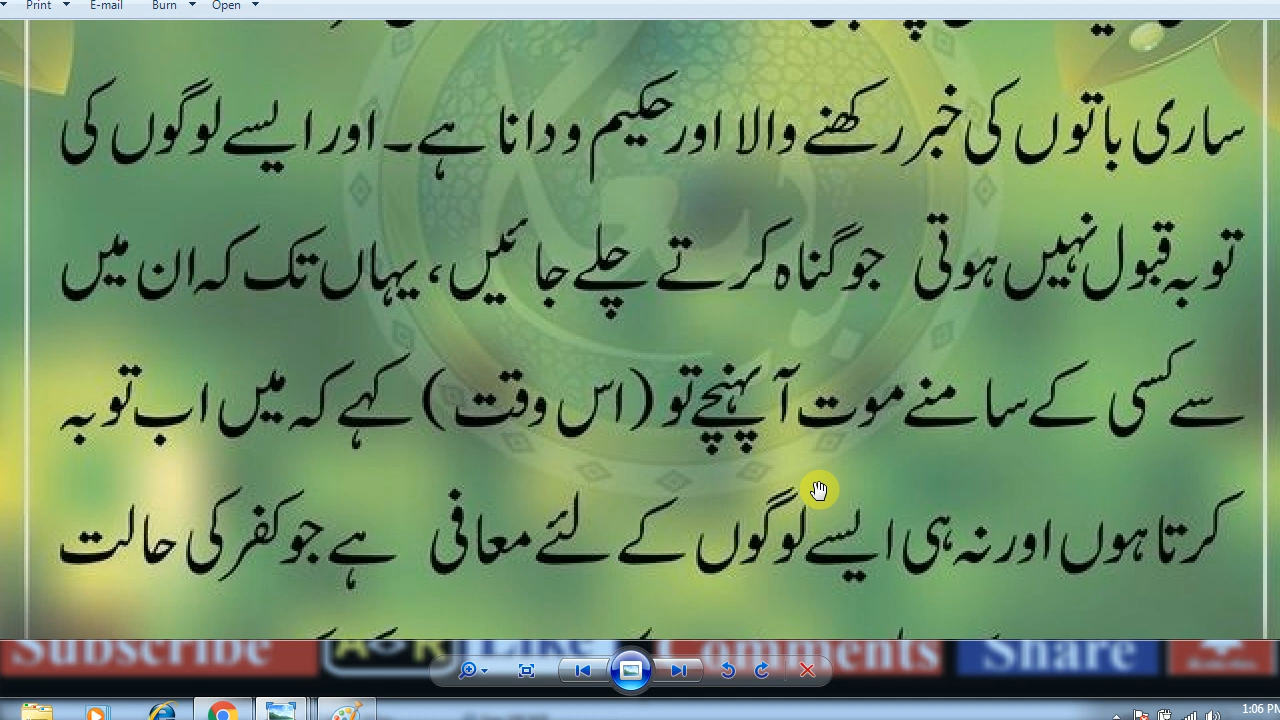 Print E-mail Burn Open
ساری باتوں کی خبر رکھنے والا اور حکیم و دانا ہے۔ اور ایسے لوگوں کی
توبہ قبول نہیں ہوتی جو گناہ کرتے چلے جائیں، یہاں تک کہ ان میں
سے کسی کے سامنے موت آ پہنچے تو (اس وقت) کہے کہ میں اب توبہ
کرتا ہوں اور نہ ہی ایسے لوگوں کے لئے معافی ہے جو کفر کی حالت
Subscribe Like Comments Share
1:06 PM